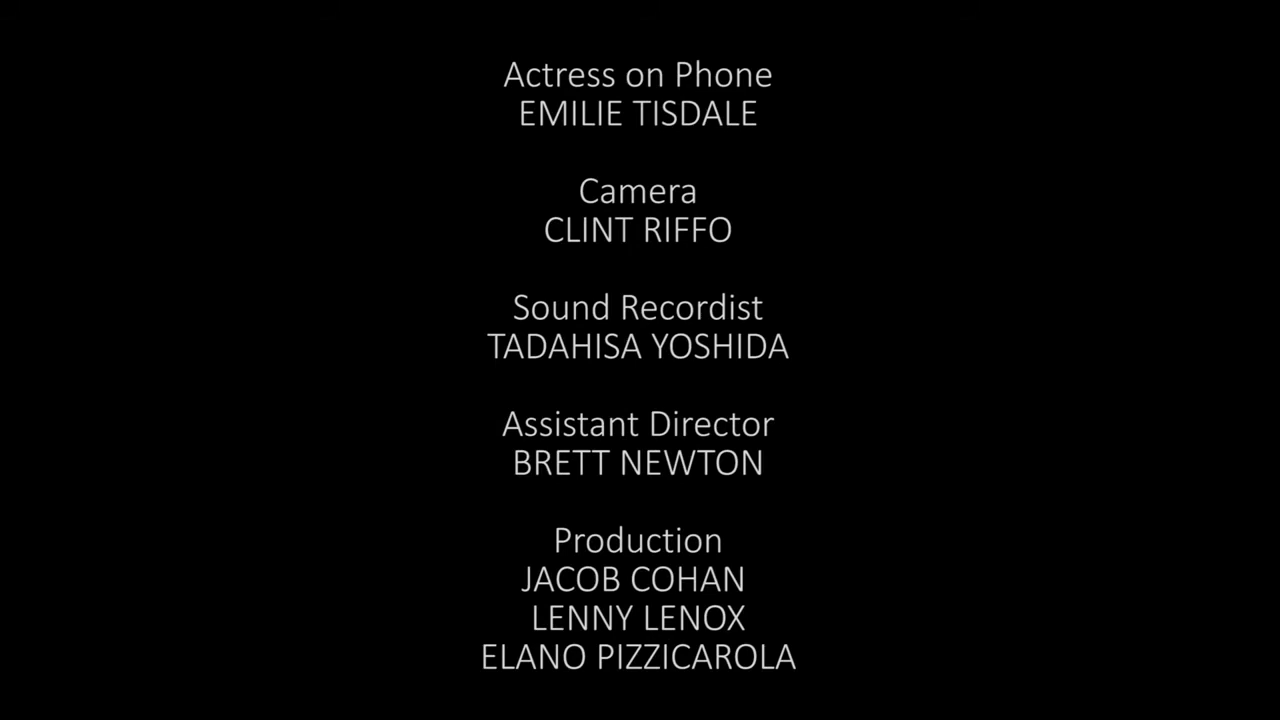 Actress on Phone
EMILIE TISDALE
Camera
CLINT RIFFO
Sound Recordist
TADAHISA YOSHIDA
Assistant Director
BRETT NEWTON
Production
JACOB COHAN
LENNY LENOX
ELANO PIZZICAROLA